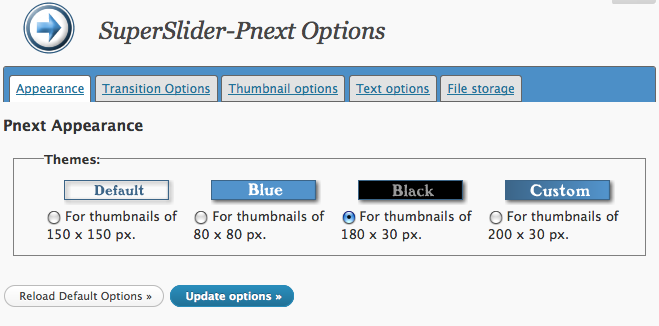 SuperSlider-Pnext Options
Appearance Transition Options Thumbnail options Text options File storage
Pnext Appearance
Themes:
Default Blue Black Custom
For thumbnails of 150 x 150 px.
For thumbnails of 80 x 80 px.
For thumbnails of 180 x 30 px.
For thumbnails of 200 x 30 px.
Reload Default Options » Update options »